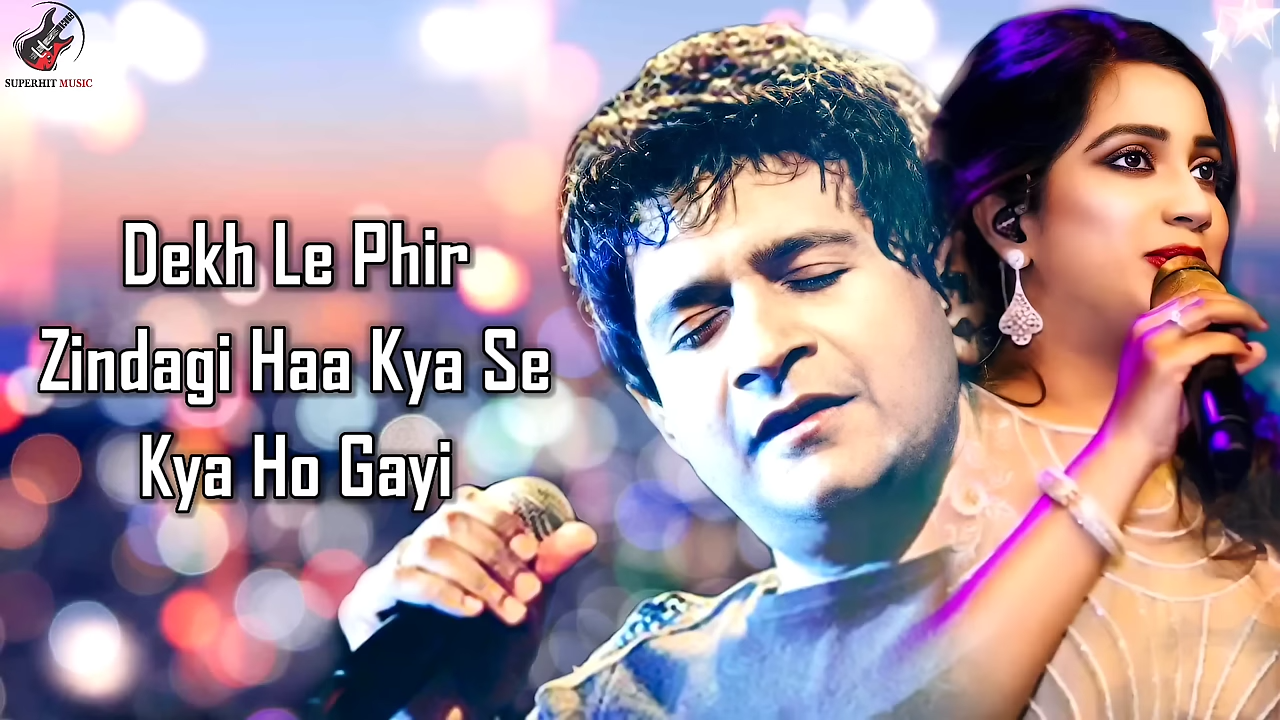 SUPERHIT MUSIC
Dekh Le Phir
Zindagi Haa Kya Se
Kya Ho Gayi